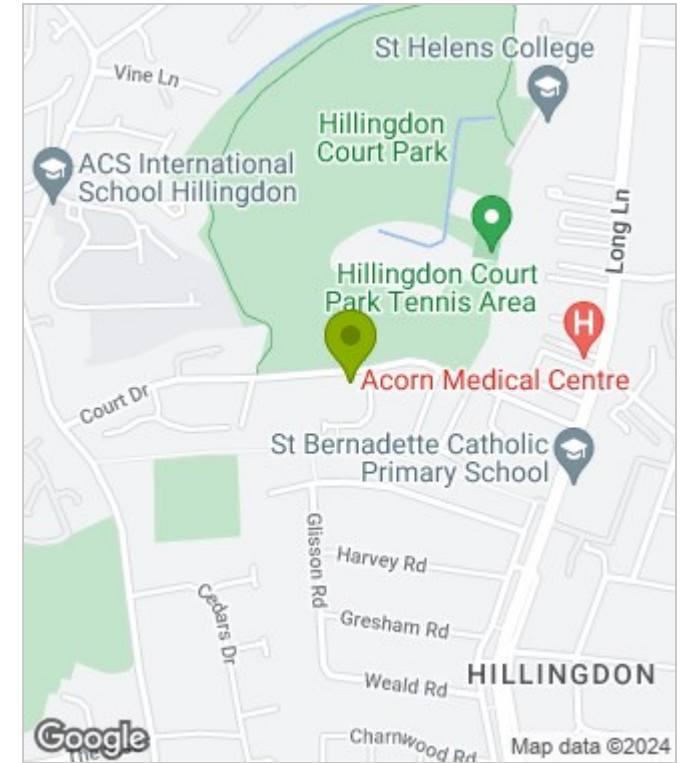 St Helens College
Vine Ln
Hillingdon
Court Park
ACS International
School Hillingdon
Long Ln
Hillingdon Court
Park Tennis Area
H
Acorn Medical Centre
Court Dr
St Bernadette Catholic
Primary School
Glisson Rd
Harvey Rd
Cedars Dr
Gresham Rd
HILLINGDON
Weald Rd
Charnwood Rd
Google
The
Map data ©2024